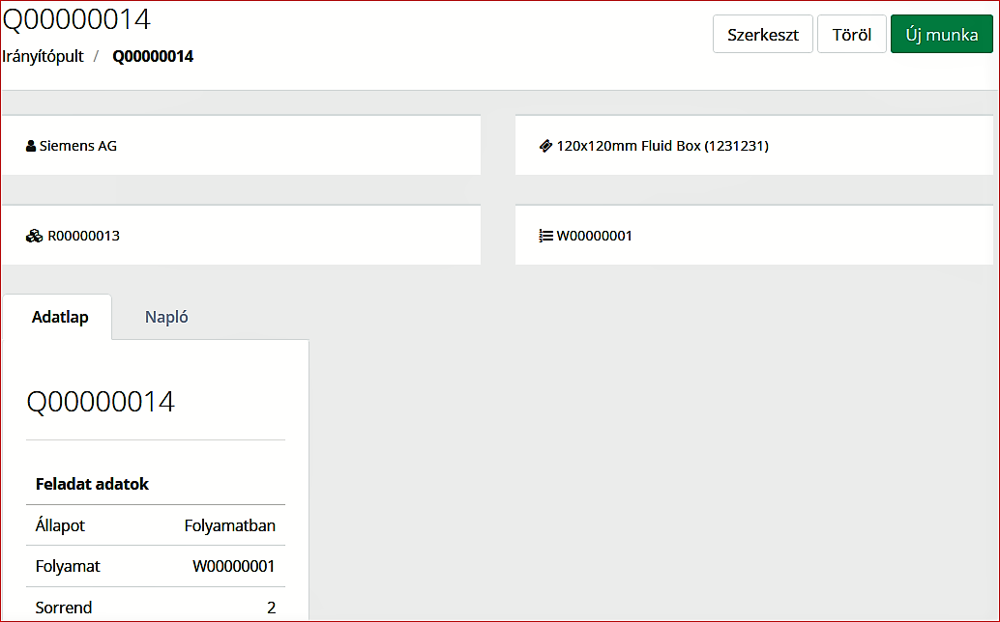 Q00000014
Szerkeszt Töröl Új munka
Irányítópult / Q00000014
Siemens AG
120x120mm Fluid Box (1231231)
R00000013
W00000001
Adatlap Napló
Q00000014
Feladat adatok
Állapot Folyamatban
Folyamat W00000001
Sorrend 2